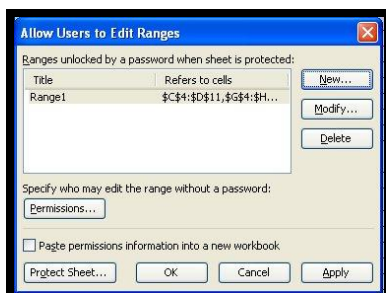 Allow Users to Edit Ranges
Ranges unlocked by a password when sheet is protected:
Title Refers to cells
New...
Range1 $C$4:$D$11,$G$4:$H...
Modify...
Delete
Specify who may edit the range without a password:
Permissions...
Paste permissions information into a new workbook
Protect Sheet... OK Cancel Apply